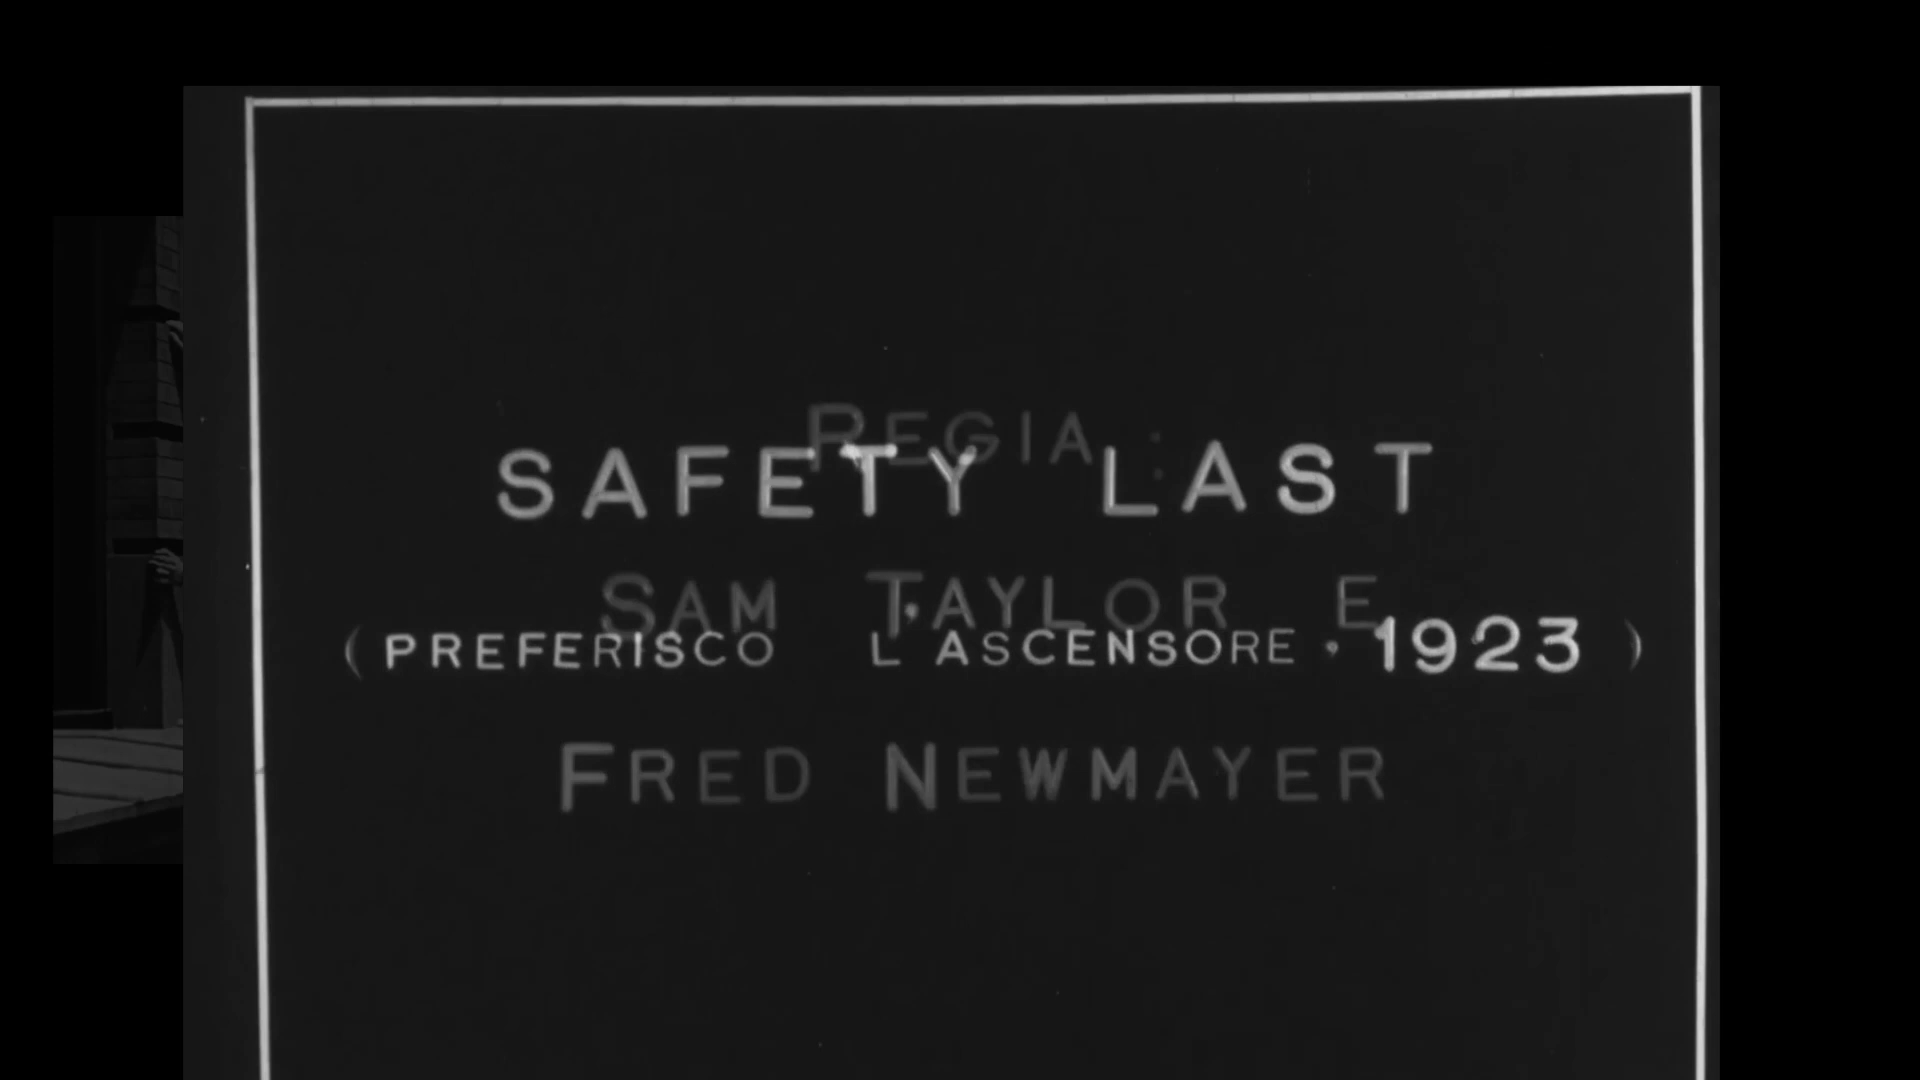 REGIA :
SAFETY LAST
SAM TAYLOR E
( PREFERISCO L'ASCENSORE • 1923 )
FRED NEWMAYER